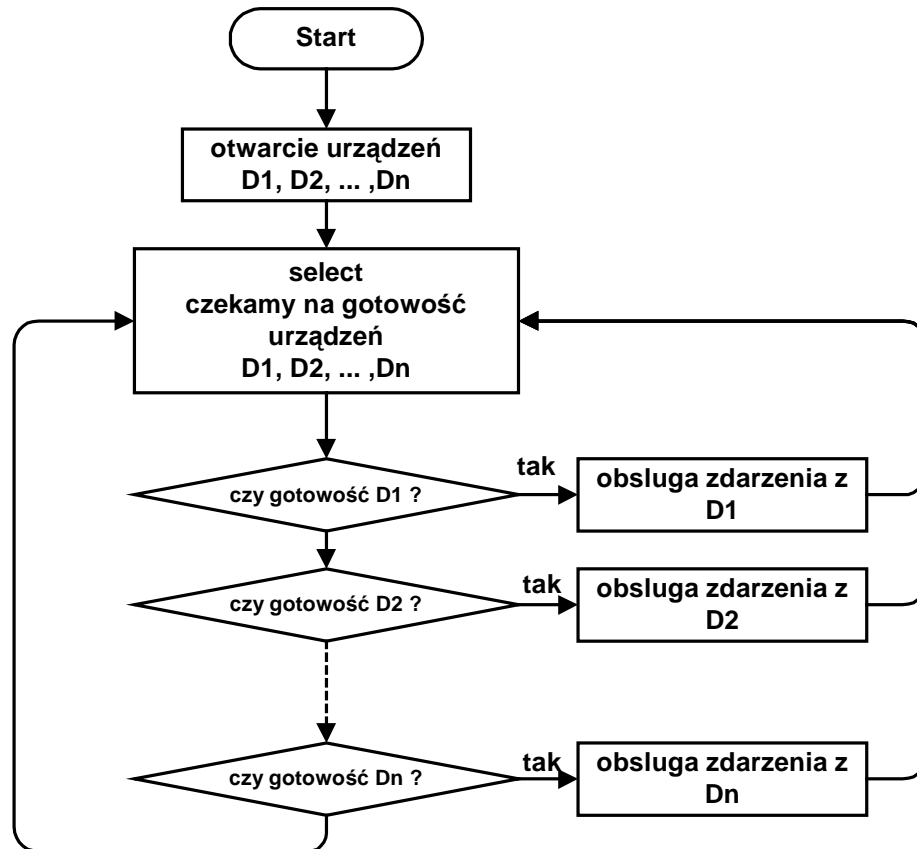 Start
otwarcie urządzeń
D1, D2, ... ,Dn
select
czekamy na gotowość
urządzeń
D1, D2, ... ,Dn
czy gotowość D1 ?
tak
obsluga zdarzenia z
D1
czy gotowość D2 ?
tak
obsluga zdarzenia z
D2
czy gotowość Dn ?
tak
obsluga zdarzenia z
Dn